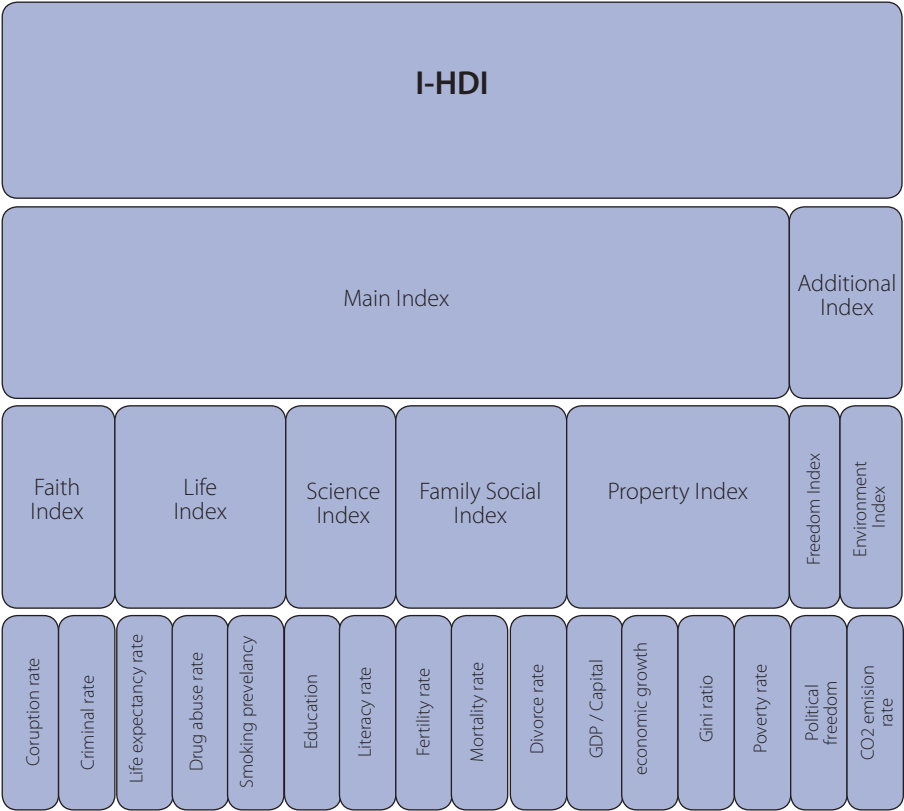 I-HDI
Main Index
Additional
Index
Faith
Index
Life
Index
Science
Index
Family Social
Index
Property Index
Freedom Index
Environment
Index
Coruption rate
Criminal rate
Life expectancy rate
Drug abuse rate
Smoking prevelancy
Education
Literacy rate
Fertility rate
Mortality rate
Divorce rate
GDP / Capital
economic growth
Gini ratio
Poverty rate
Political
freedom
CO2 emision
rate